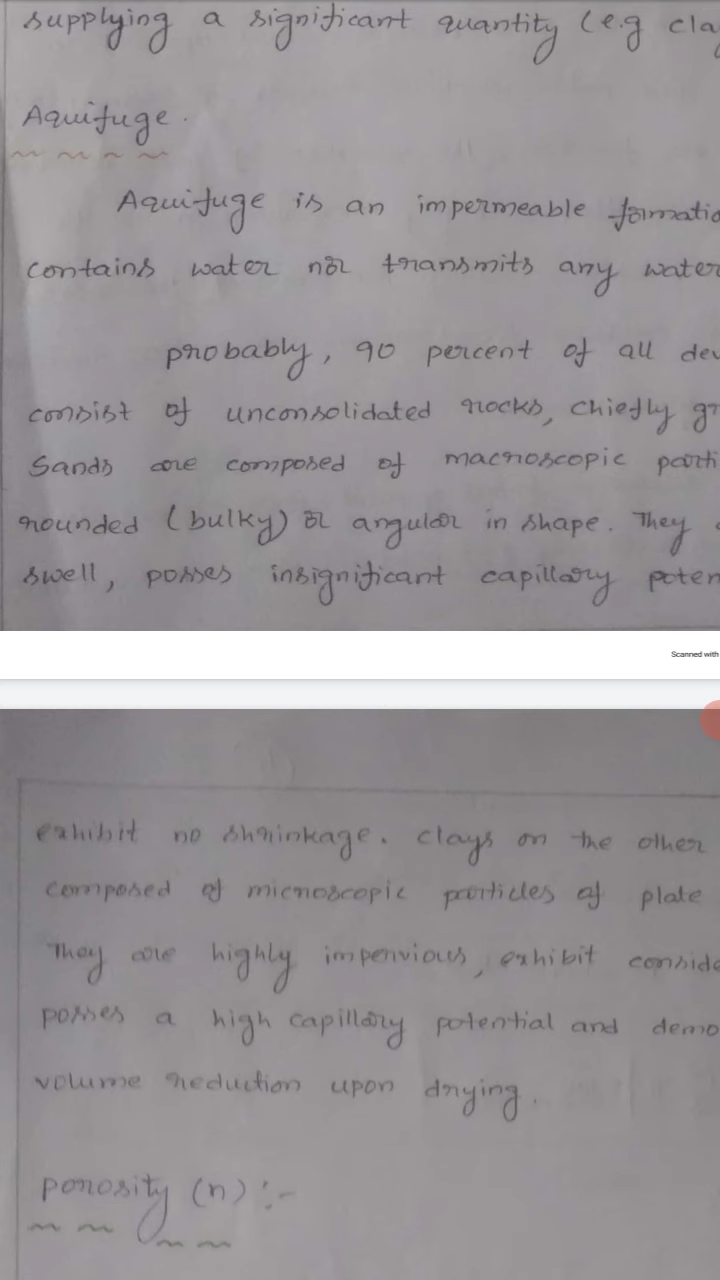 supplying a significant quantity (e.g cla
Aquifuge.
Aquifuge is an impermeable formatio
contains water nor transmits any water
probably, 90 percent of all dev
consist of unconsolidated rocks, chiefly gr
Sands are composed of macroscopic parti
rounded (bulky) or angular in shape. They
swell, posses insignificant capillary poten
Scanned with
exhibit no shrinkage. clays on the other
composed of microscopic particles of plate
They are highly impervious, exhibit conside
posses a high capillary potential and demo
volume reduction upon drying.
porosity (n) :-